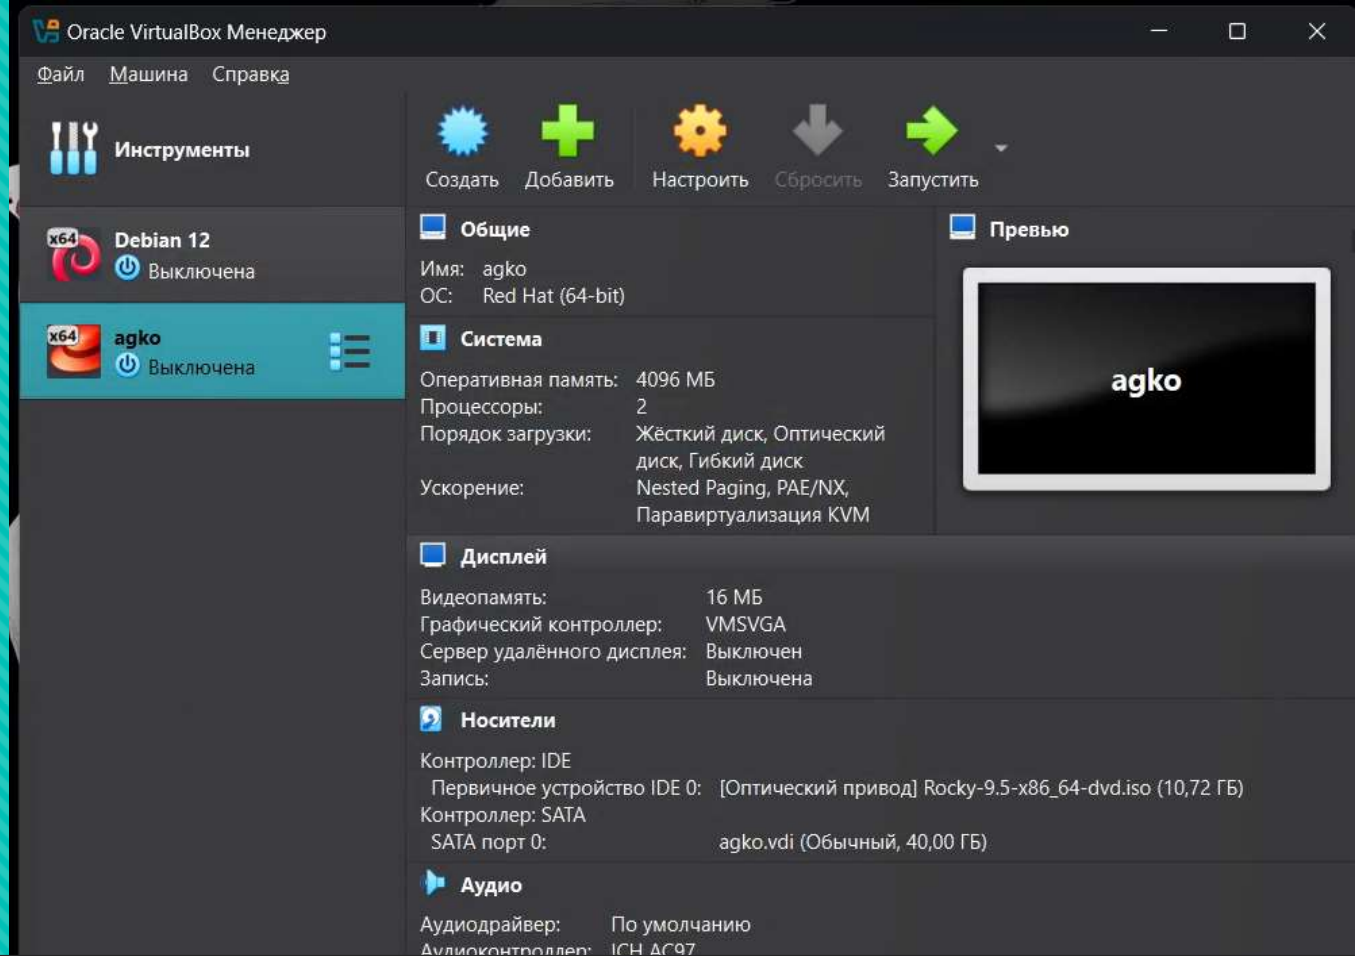 Oracle VirtualBox Менеджер
Файл Машина Справка
Инструменты
Создать Добавить Настроить Сбросить Запустить
x64 Debian 12
Выключена
x64 agko
Выключена
Общие
Имя: agko
ОС: Red Hat (64-bit)
Превью
agko
Система
Оперативная память: 4096 МБ
Процессоры: 2
Порядок загрузки: Жёсткий диск, Оптический
диск, Гибкий диск
Ускорение: Nested Paging, PAE/NX,
Паравиртуализация KVM
Дисплей
Видеопамять: 16 МБ
Графический контроллер: VMSVGA
Сервер удалённого дисплея: Выключен
Запись: Выключена
Носители
Контроллер: IDE
Первичное устройство IDE 0: [Оптический привод] Rocky-9.5-x86_64-dvd.iso (10,72 ГБ)
Контроллер: SATA
SATA порт 0: agko.vdi (Обычный, 40,00 ГБ)
Аудио
Аудиодрайвер: По умолчанию
Аудиоконтроллер: ICH AC97